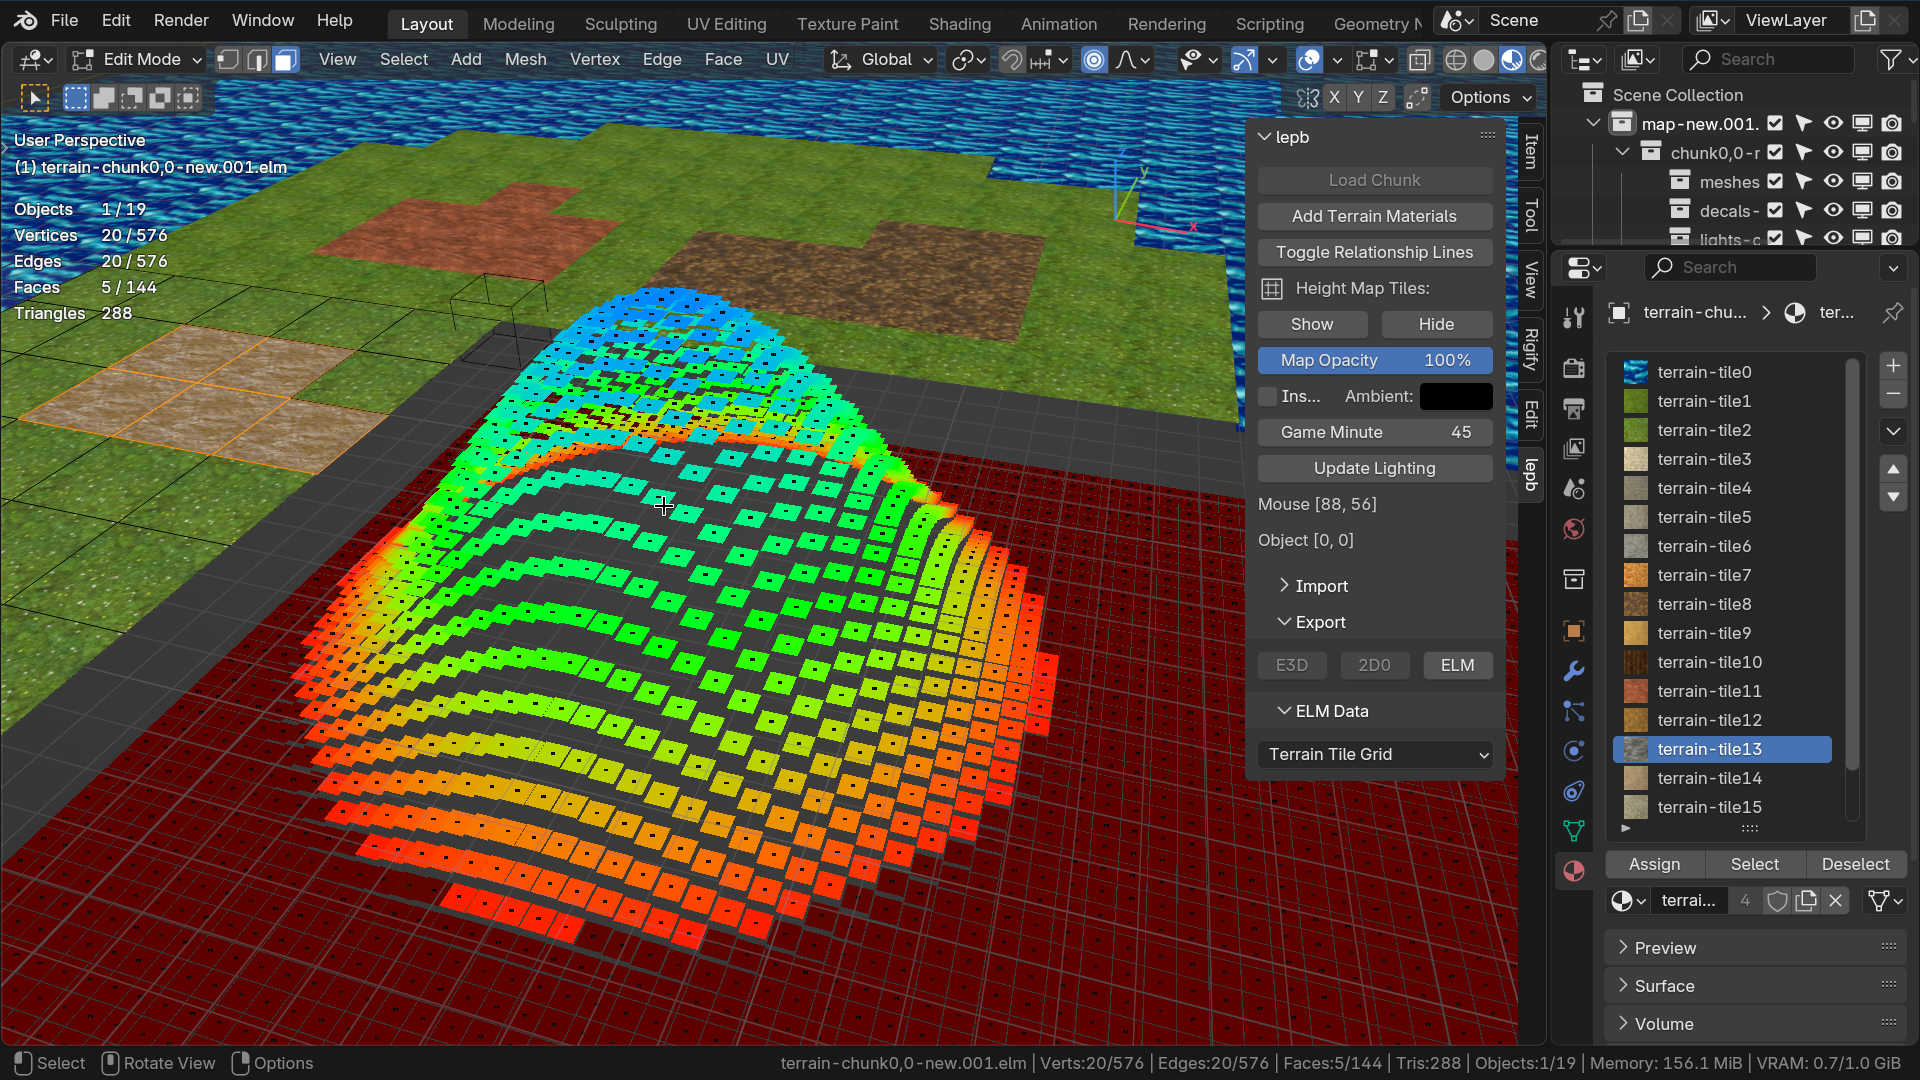 File Edit Render Window Help Layout Modeling Sculpting UV Editing Texture Paint Shading Animation Rendering Scripting Geometry N Scene ViewLayer
Edit Mode View Select Add Mesh Vertex Edge Face UV Global Search
X Y Z Options
User Perspective
(1) terrain-chunk0,0-new.001.elm
Objects 1 / 19
Vertices 20 / 576
Edges 20 / 576
Faces 5 / 144
Triangles 288
y
x
lepb
Load Chunk
Add Terrain Materials
Toggle Relationship Lines
Height Map Tiles:
Show Hide
Map Opacity 100%
Ins... Ambient:
Game Minute 45
Update Lighting
Mouse [88, 56]
Object [0, 0]
Import
Export
E3D 2D0 ELM
ELM Data
Terrain Tile Grid
Item
Tool
View
Rigify
Edit
lepb
Scene Collection
map-new.001.
chunk0,0-r
meshes
decals-
lights-c
Search
terrain-chu... ter...
terrain-tile0
terrain-tile1
terrain-tile2
terrain-tile3
terrain-tile4
terrain-tile5
terrain-tile6
terrain-tile7
terrain-tile8
terrain-tile9
terrain-tile10
terrain-tile11
terrain-tile12
terrain-tile13
terrain-tile14
terrain-tile15
Assign Select Deselect
terrai... 4
Preview
Surface
Volume
Select Rotate View Options
terrain-chunk0,0-new.001.elm | Verts:20/576 | Edges:20/576 | Faces:5/144 | Tris:288 | Objects:1/19 | Memory: 156.1 MiB | VRAM: 0.7/1.0 GiB